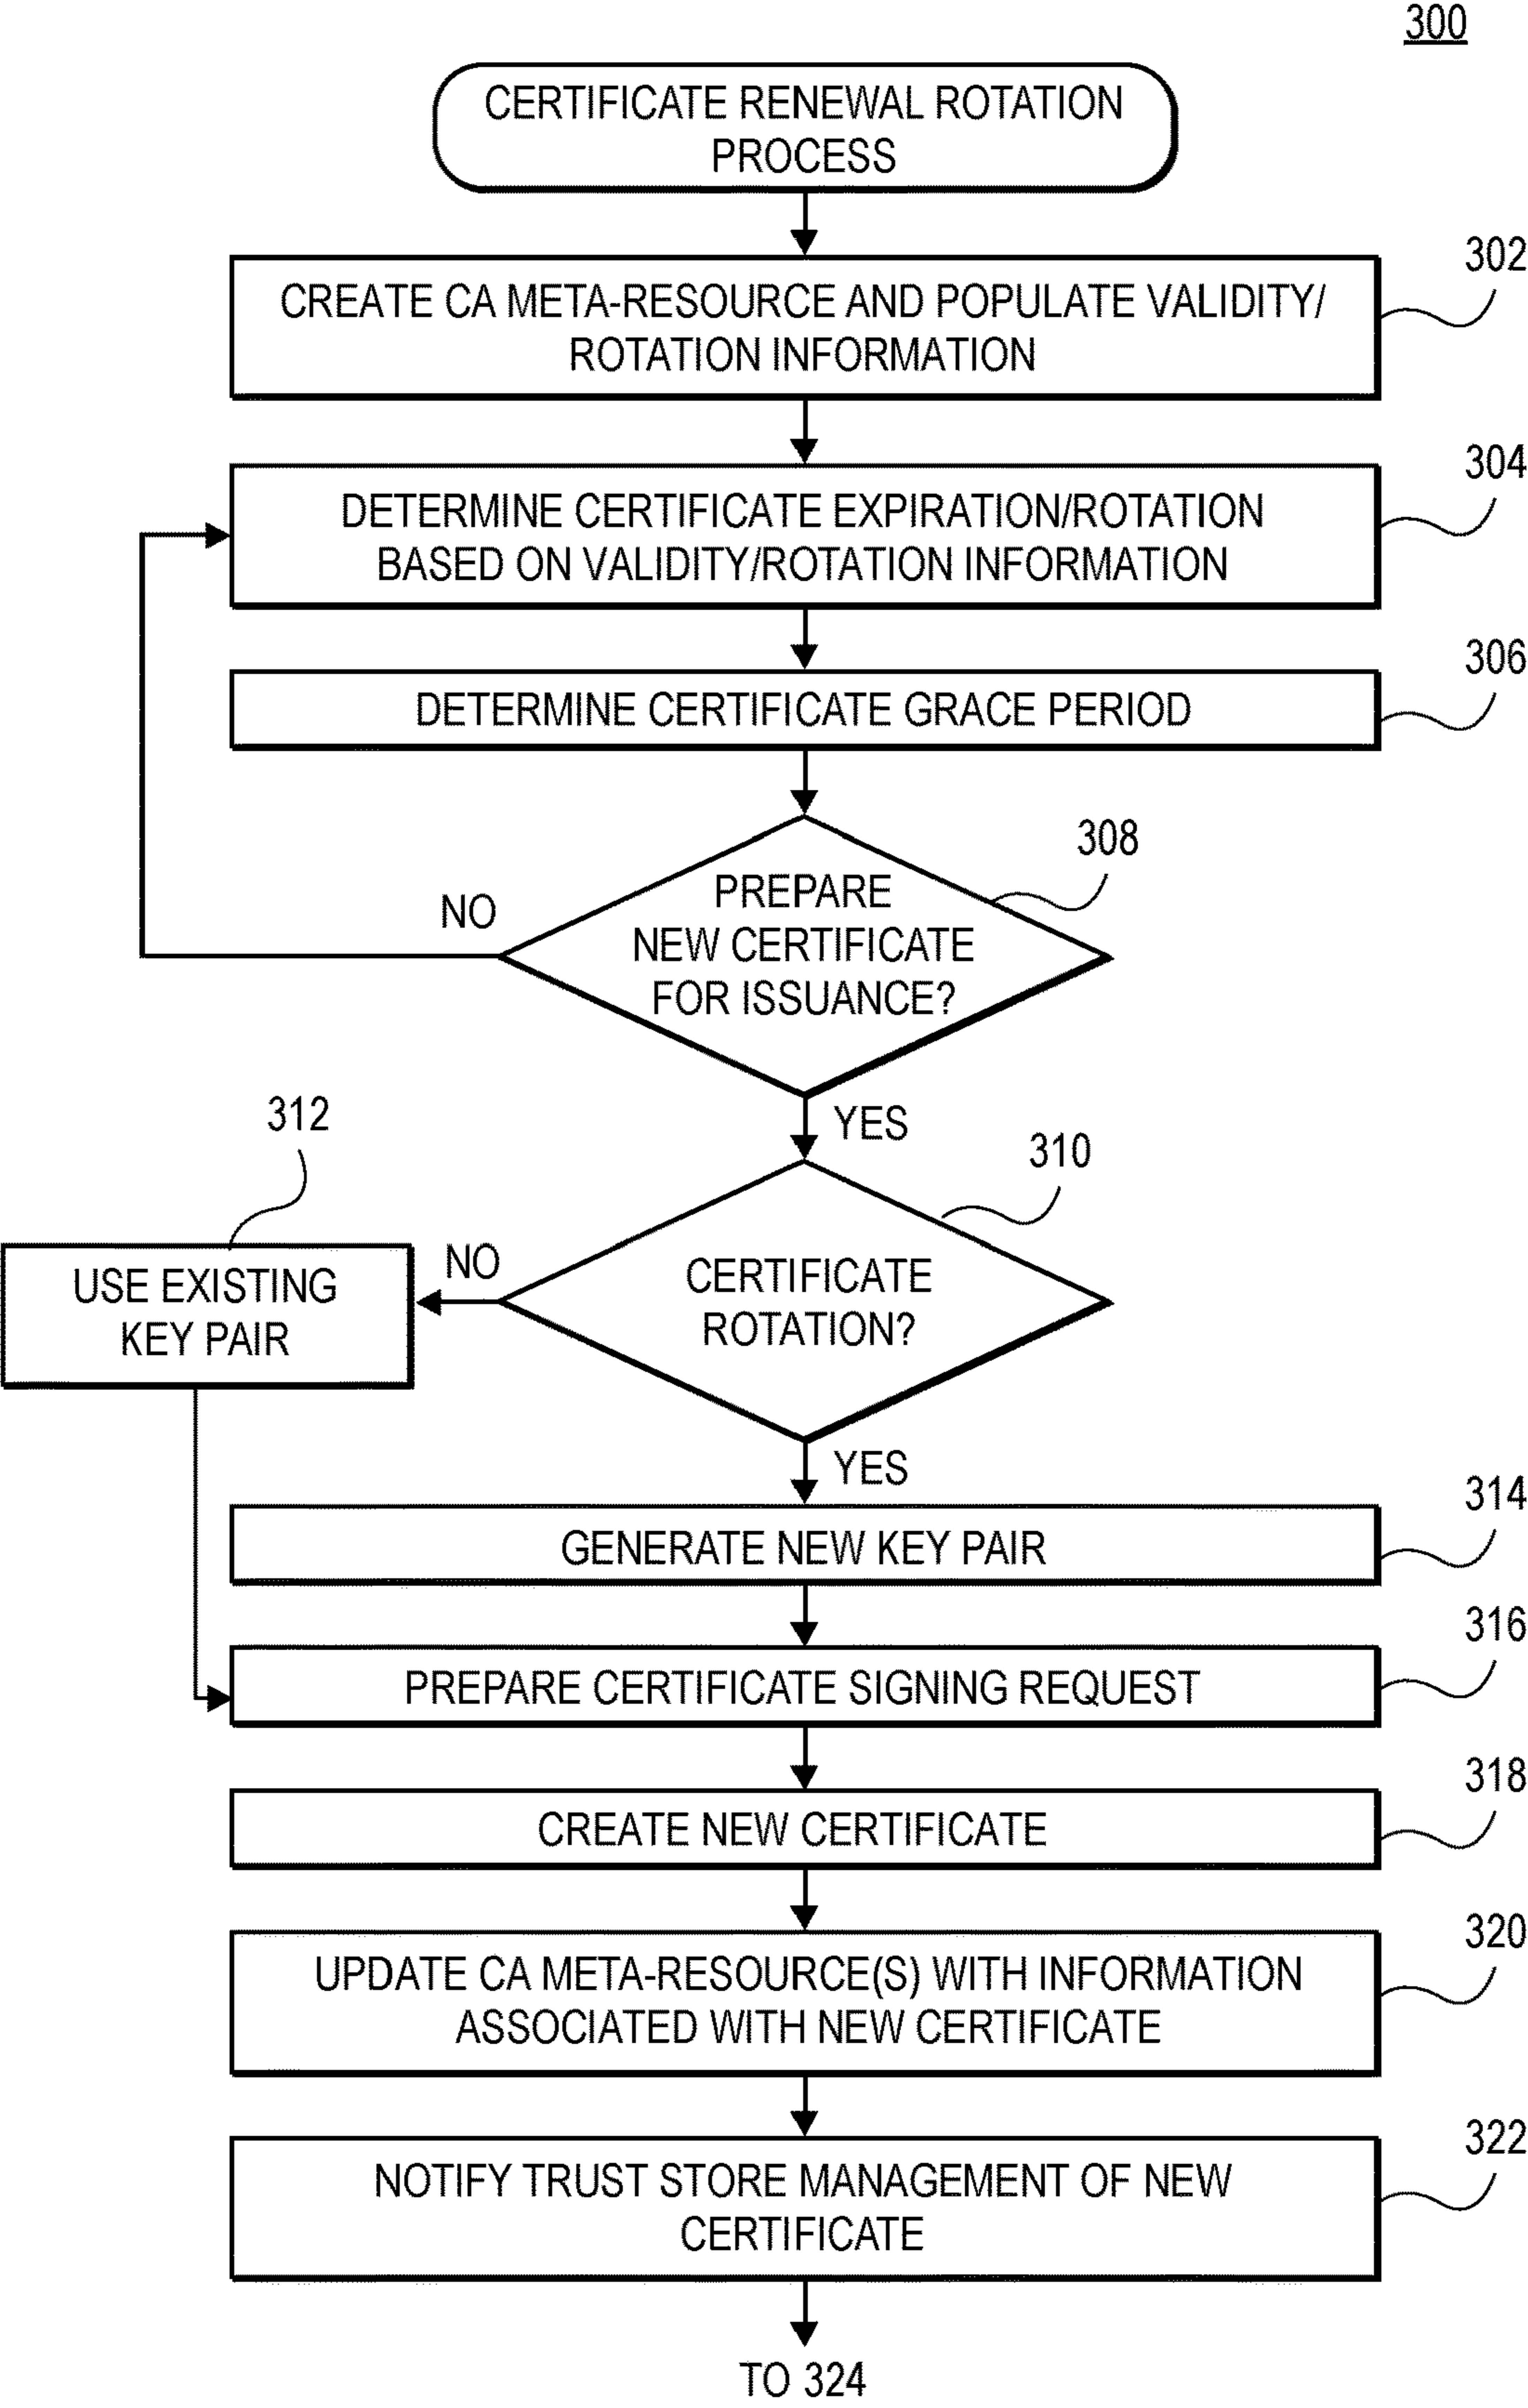 300
CERTIFICATE RENEWAL ROTATION
PROCESS
302
CREATE CA META-RESOURCE AND POPULATE VALIDITY/
ROTATION INFORMATION
304
DETERMINE CERTIFICATE EXPIRATION/ROTATION
BASED ON VALIDITY/ROTATION INFORMATION
306
DETERMINE CERTIFICATE GRACE PERIOD
308
PREPARE
NEW CERTIFICATE
FOR ISSUANCE?
NO
YES
310
312
CERTIFICATE
ROTATION?
NO
USE EXISTING
KEY PAIR
YES
314
GENERATE NEW KEY PAIR
316
PREPARE CERTIFICATE SIGNING REQUEST
318
CREATE NEW CERTIFICATE
320
UPDATE CA META-RESOURCE(S) WITH INFORMATION
ASSOCIATED WITH NEW CERTIFICATE
322
NOTIFY TRUST STORE MANAGEMENT OF NEW
CERTIFICATE
TO 324